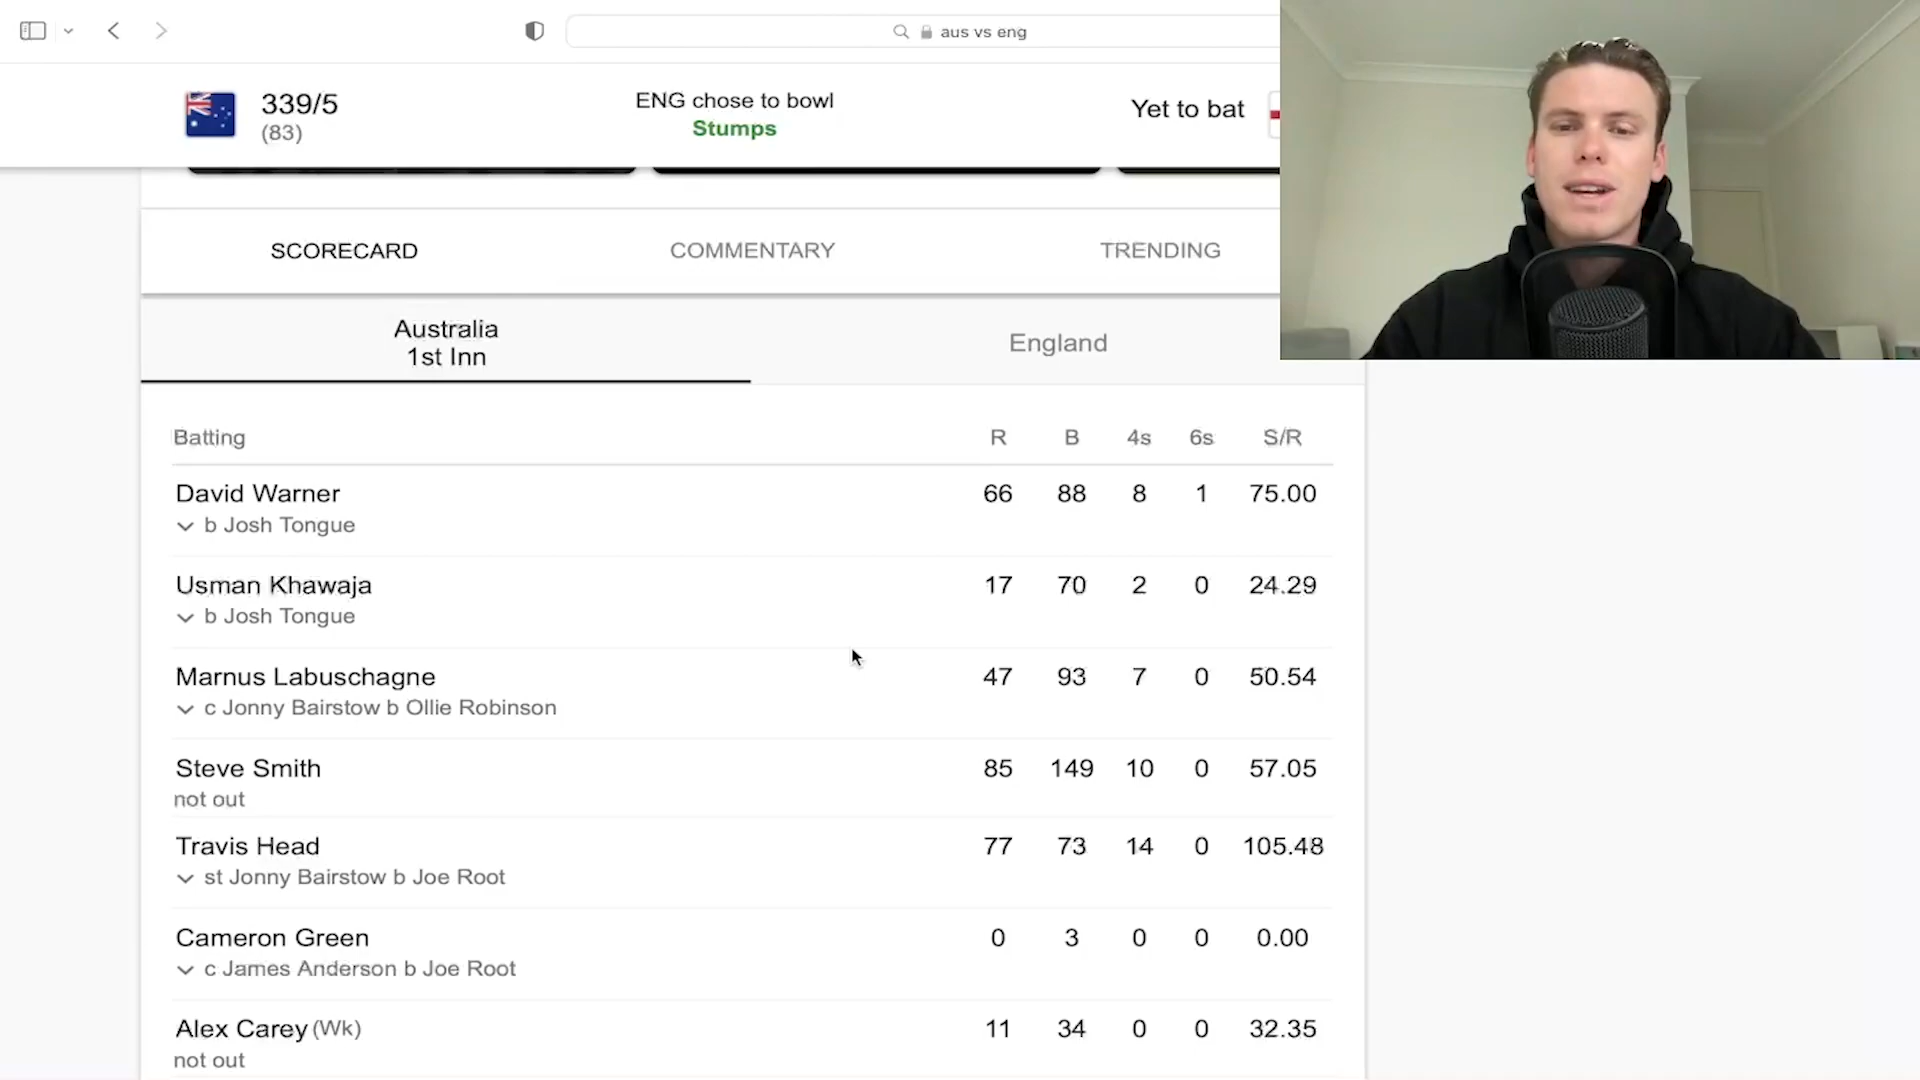 aus vs eng
339/5
(83)
ENG chose to bowl
Stumps
Yet to bat
SCORECARD COMMENTARY TRENDING
Australia
1st Inn
England
Batting R B 4s 6s S/R
David Warner 66 88 8 1 75.00
b Josh Tongue
Usman Khawaja 17 70 2 0 24.29
b Josh Tongue
Marnus Labuschagne 47 93 7 0 50.54
c Jonny Bairstow b Ollie Robinson
Steve Smith 85 149 10 0 57.05
not out
Travis Head 77 73 14 0 105.48
st Jonny Bairstow b Joe Root
Cameron Green 0 3 0 0 0.00
c James Anderson b Joe Root
Alex Carey (Wk) 11 34 0 0 32.35
not out